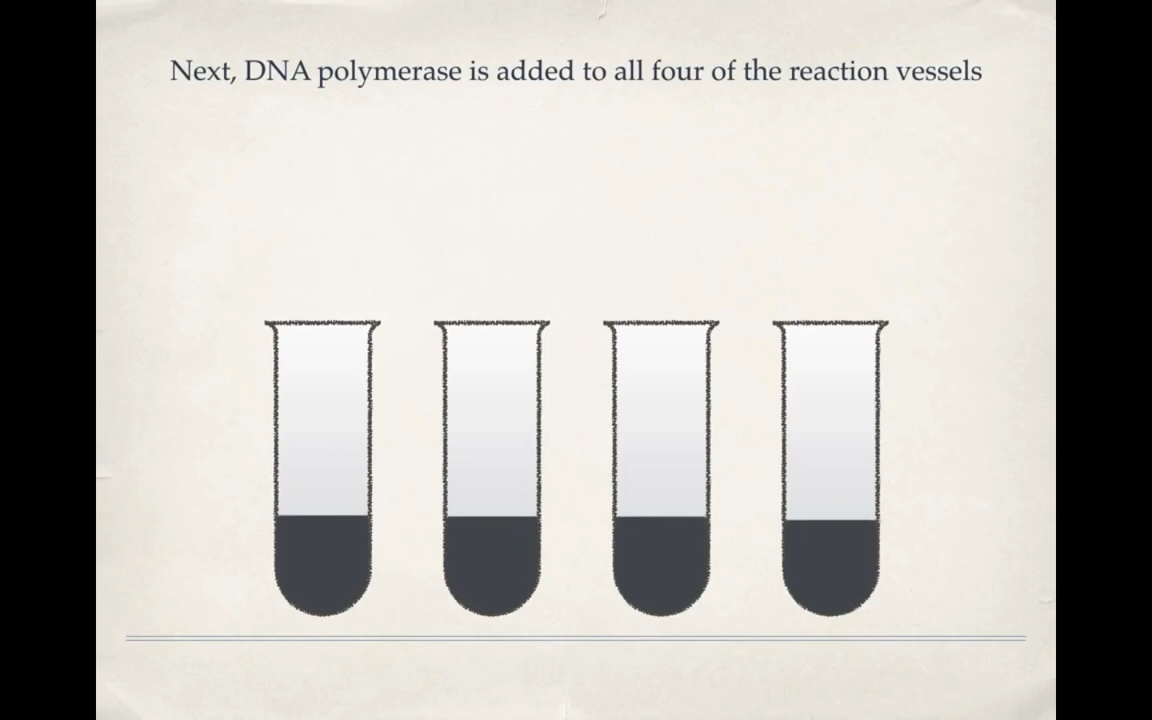 Next, DNA polymerase is added to all four of the reaction vessels